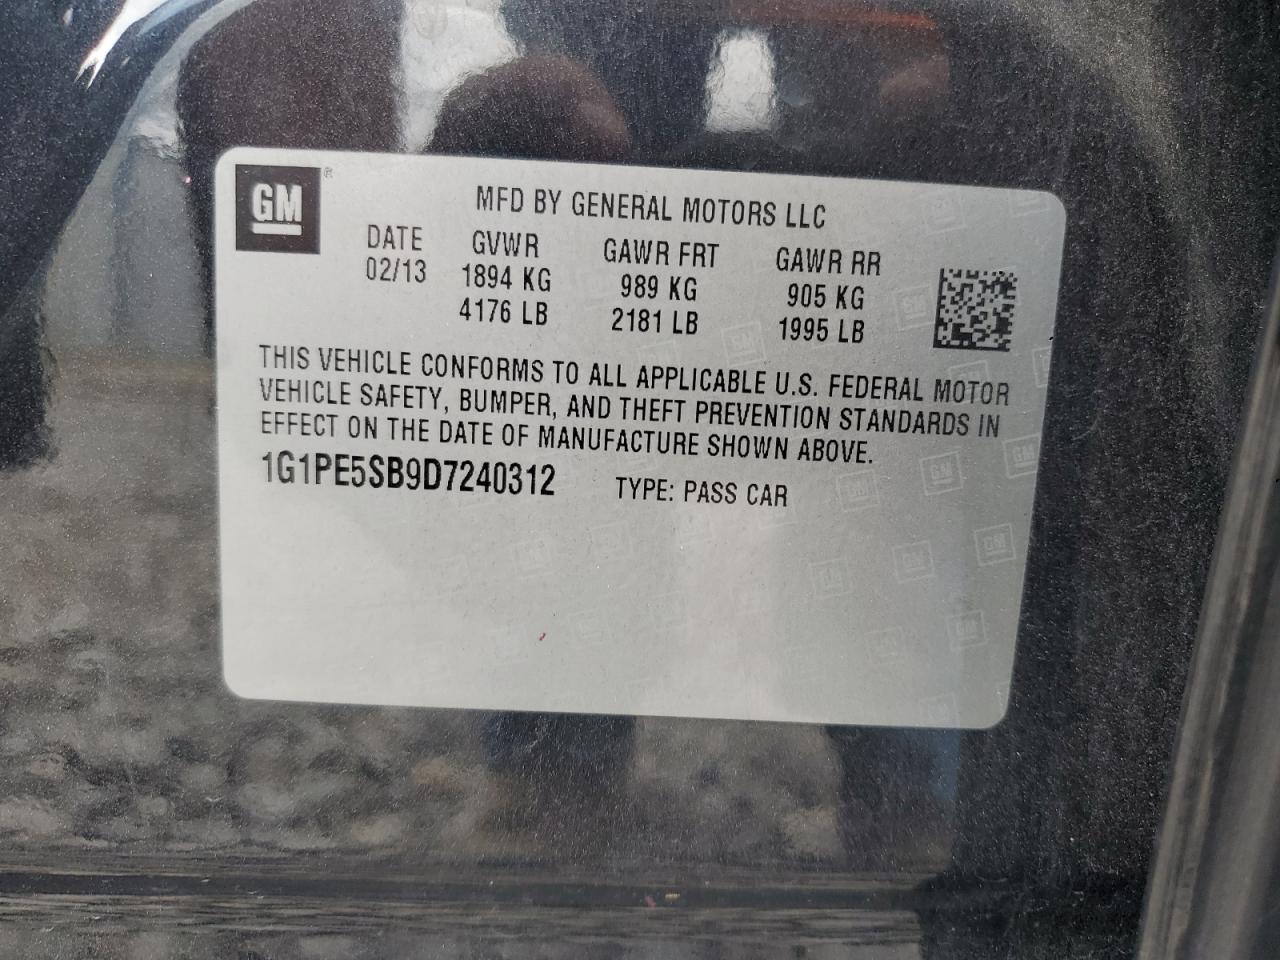 GM®
MFD BY GENERAL MOTORS LLC
DATE GVWR GAWR FRT GAWR RR
02/13 1894 KG 989 KG 905 KG
4176 LB 2181 LB 1995 LB
THIS VEHICLE CONFORMS TO ALL APPLICABLE U.S. FEDERAL MOTOR
VEHICLE SAFETY, BUMPER, AND THEFT PREVENTION STANDARDS IN
EFFECT ON THE DATE OF MANUFACTURE SHOWN ABOVE.
1G1PE5SB9D7240312 TYPE: PASS CAR